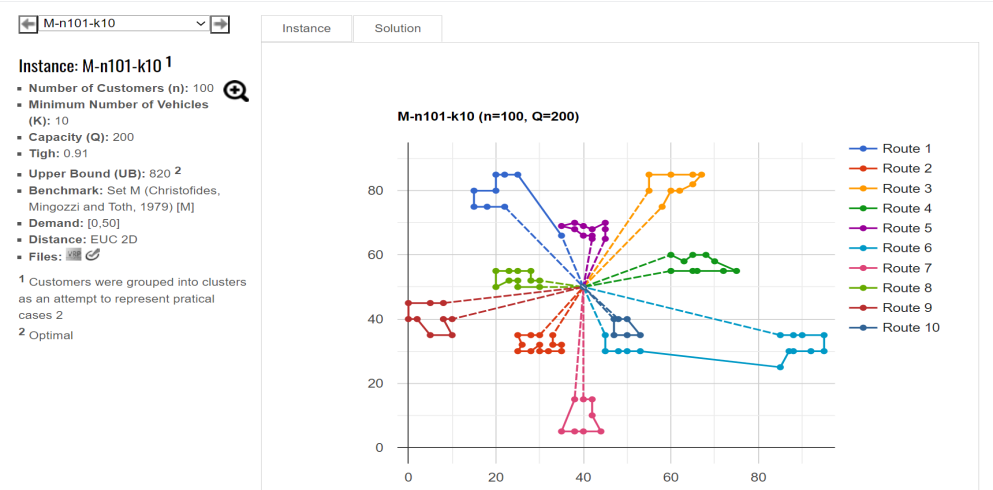 M-n101-k10
Instance
Solution
Instance: M-n101-k10 1
Number of Customers (n): 100
Minimum Number of Vehicles
(K): 10
Capacity (Q): 200
Tigh: 0.91
Upper Bound (UB): 820 2
Benchmark: Set M (Christofides,
Mingozzi and Toth, 1979) [M]
Demand: [0,50]
Distance: EUC 2D
Files:
1 Customers were grouped into clusters
as an attempt to represent pratical
cases 2
2 Optimal
M-n101-k10 (n=100, Q=200)
80
60
40
20
0
0 20 40 60 80
Route 1
Route 2
Route 3
Route 4
Route 5
Route 6
Route 7
Route 8
Route 9
Route 10